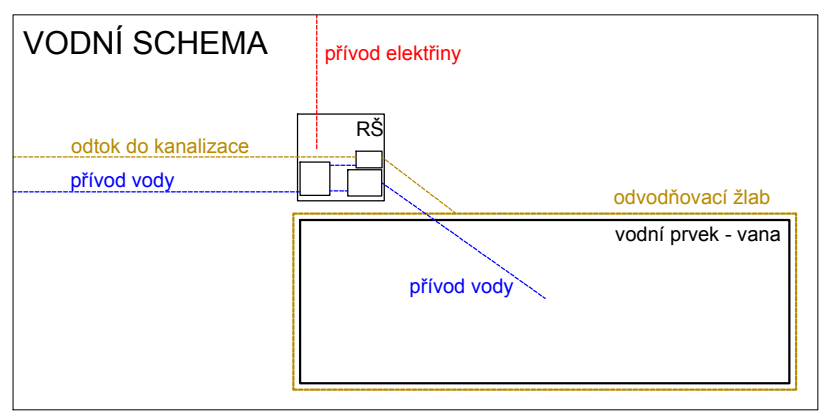 VODNÍ SCHEMA
přívod elektřiny
RŠ
odtok do kanalizace
přívod vody
odvodňovací žlab
vodní prvek - vana
přívod vody